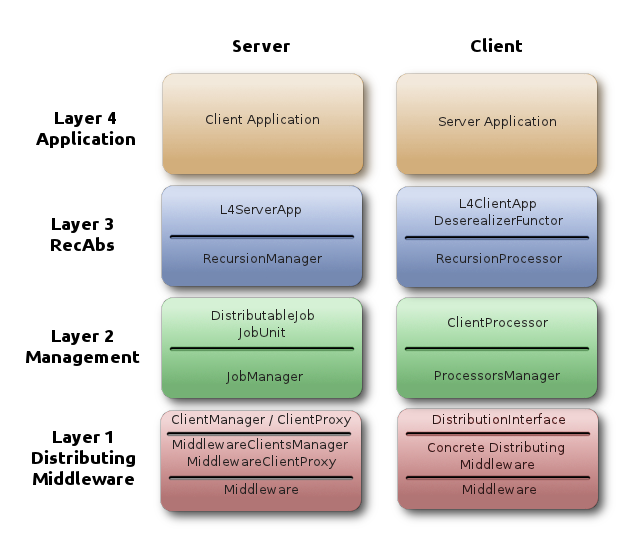 Server
Client
Layer 4
Application
Client Application
Server Application
Layer 3
RecAbs
L4ServerApp
RecursionManager
L4ClientApp
DeserealizerFunctor
RecursionProcessor
Layer 2
Management
DistributableJob
JobUnit
JobManager
ClientProcessor
ProcessorsManager
Layer 1
Distributing
Middleware
ClientManager / ClientProxy
MiddlewareClientsManager
MiddlewareClientProxy
Middleware
DistributionInterface
Concrete Distributing
Middleware
Middleware